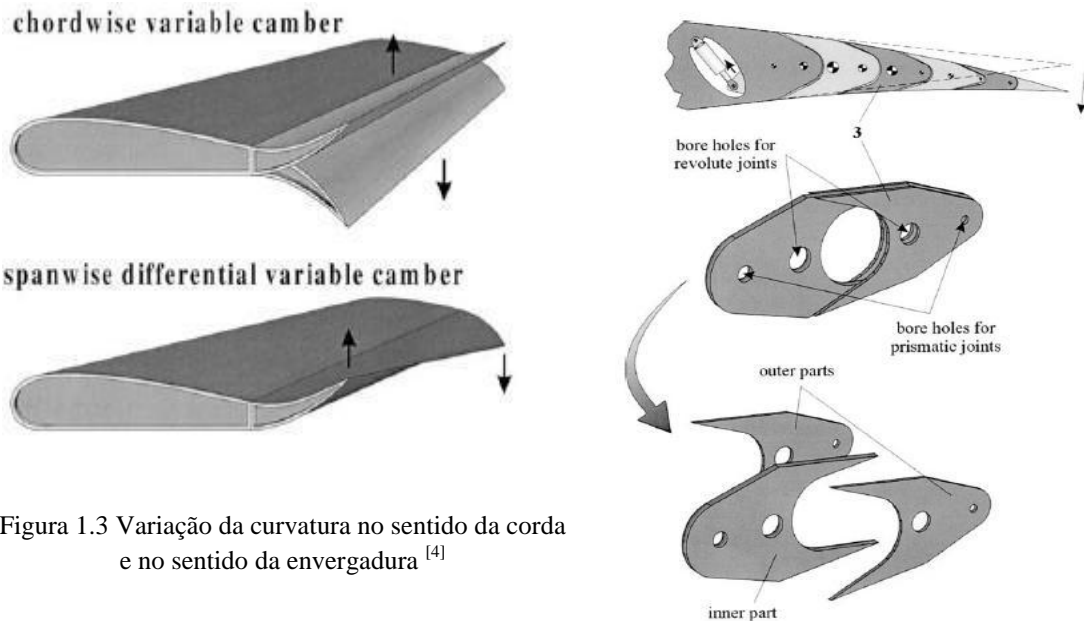 chordwise variable camber
spanwise differential variable camber
Figura 1.3 Variação da curvatura no sentido da corda
e no sentido da envergadura [4]
3
bore holes for
revolute joints
bore holes for
prismatic joints
outer parts
inner part